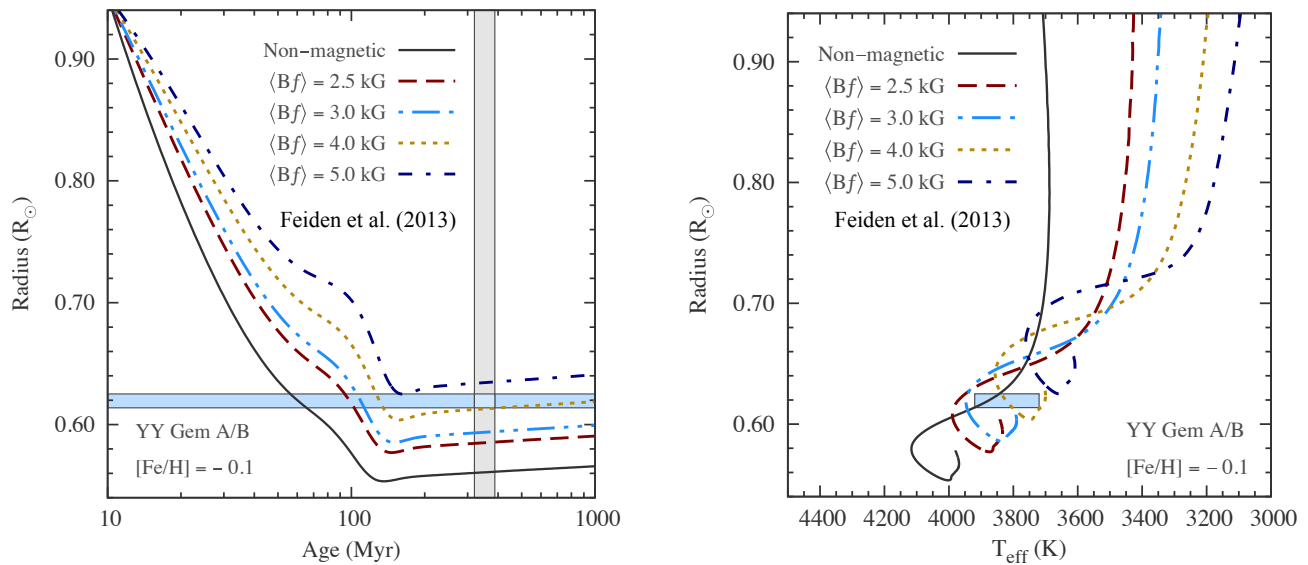 Non-magnetic
⟨Bf⟩ = 2.5 kG
⟨Bf⟩ = 3.0 kG
⟨Bf⟩ = 4.0 kG
⟨Bf⟩ = 5.0 kG
Feiden et al. (2013)
YY Gem A/B
[Fe/H] = − 0.1
Radius (R⊙)
0.90
0.80
0.70
0.60
10
100
1000
Age (Myr)
Non-magnetic
⟨Bf⟩ = 2.5 kG
⟨Bf⟩ = 3.0 kG
⟨Bf⟩ = 4.0 kG
⟨Bf⟩ = 5.0 kG
Feiden et al. (2013)
YY Gem A/B
[Fe/H] = − 0.1
Radius (R⊙)
0.90
0.80
0.70
0.60
4400 4200 4000 3800 3600 3400 3200 3000
T_eff (K)